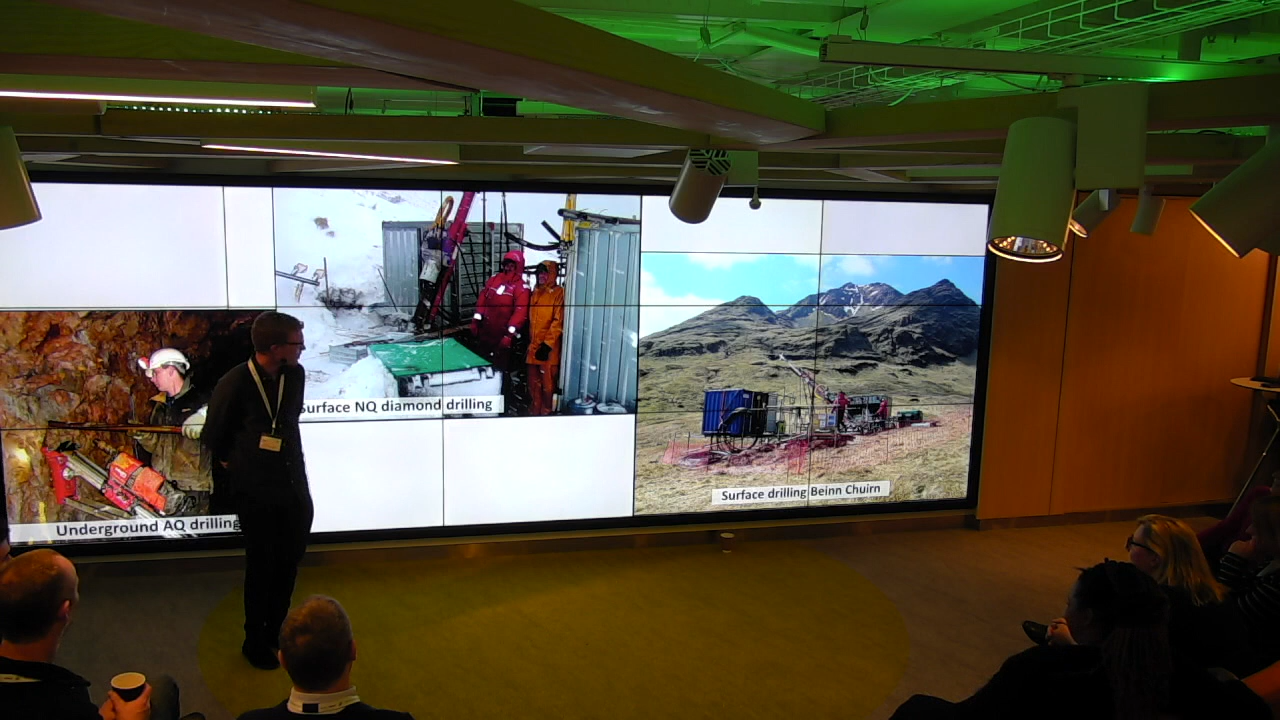 Surface NQ diamond drilling
Surface drilling Beinn Chuirn
Underground AQ drilling